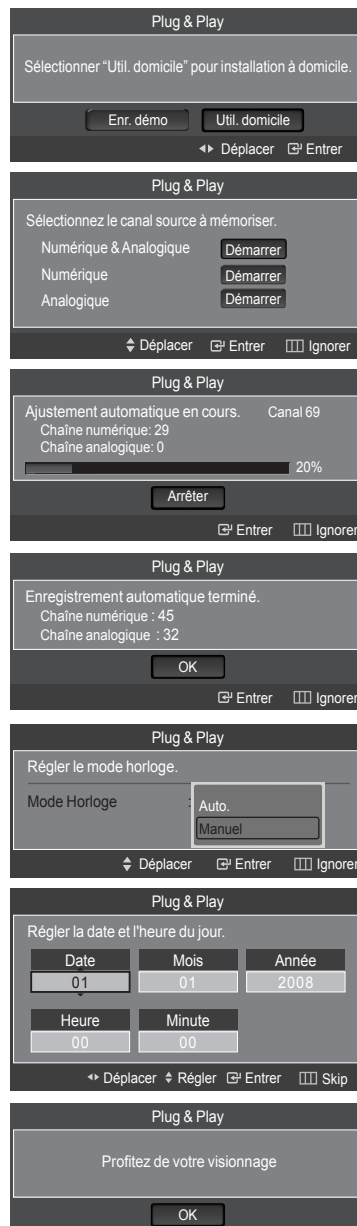 Plug & Play
Sélectionner “Util. domicile” pour installation à domicile.
Enr. démo Util. domicile
Déplacer Entrer
Plug & Play
Sélectionnez le canal source à mémoriser.
Numérique & Analogique Démarrer
Numérique Démarrer
Analogique Démarrer
Déplacer Entrer Ignorer
Plug & Play
Ajustement automatique en cours. Canal 69
Chaîne numérique: 29
Chaîne analogique: 0
20%
Arrêter
Entrer Ignorer
Plug & Play
Enregistrement automatique terminé.
Chaîne numérique : 45
Chaîne analogique : 32
OK
Entrer Ignorer
Plug & Play
Régler le mode horloge.
Mode Horloge : Auto.
Manuel
Déplacer Entrer Ignorer
Plug & Play
Régler la date et l'heure du jour.
Date Mois Année
01 01 2008
Heure Minute
00 00
Déplacer Régler Entrer Skip
Plug & Play
Profitez de votre visionnage
OK